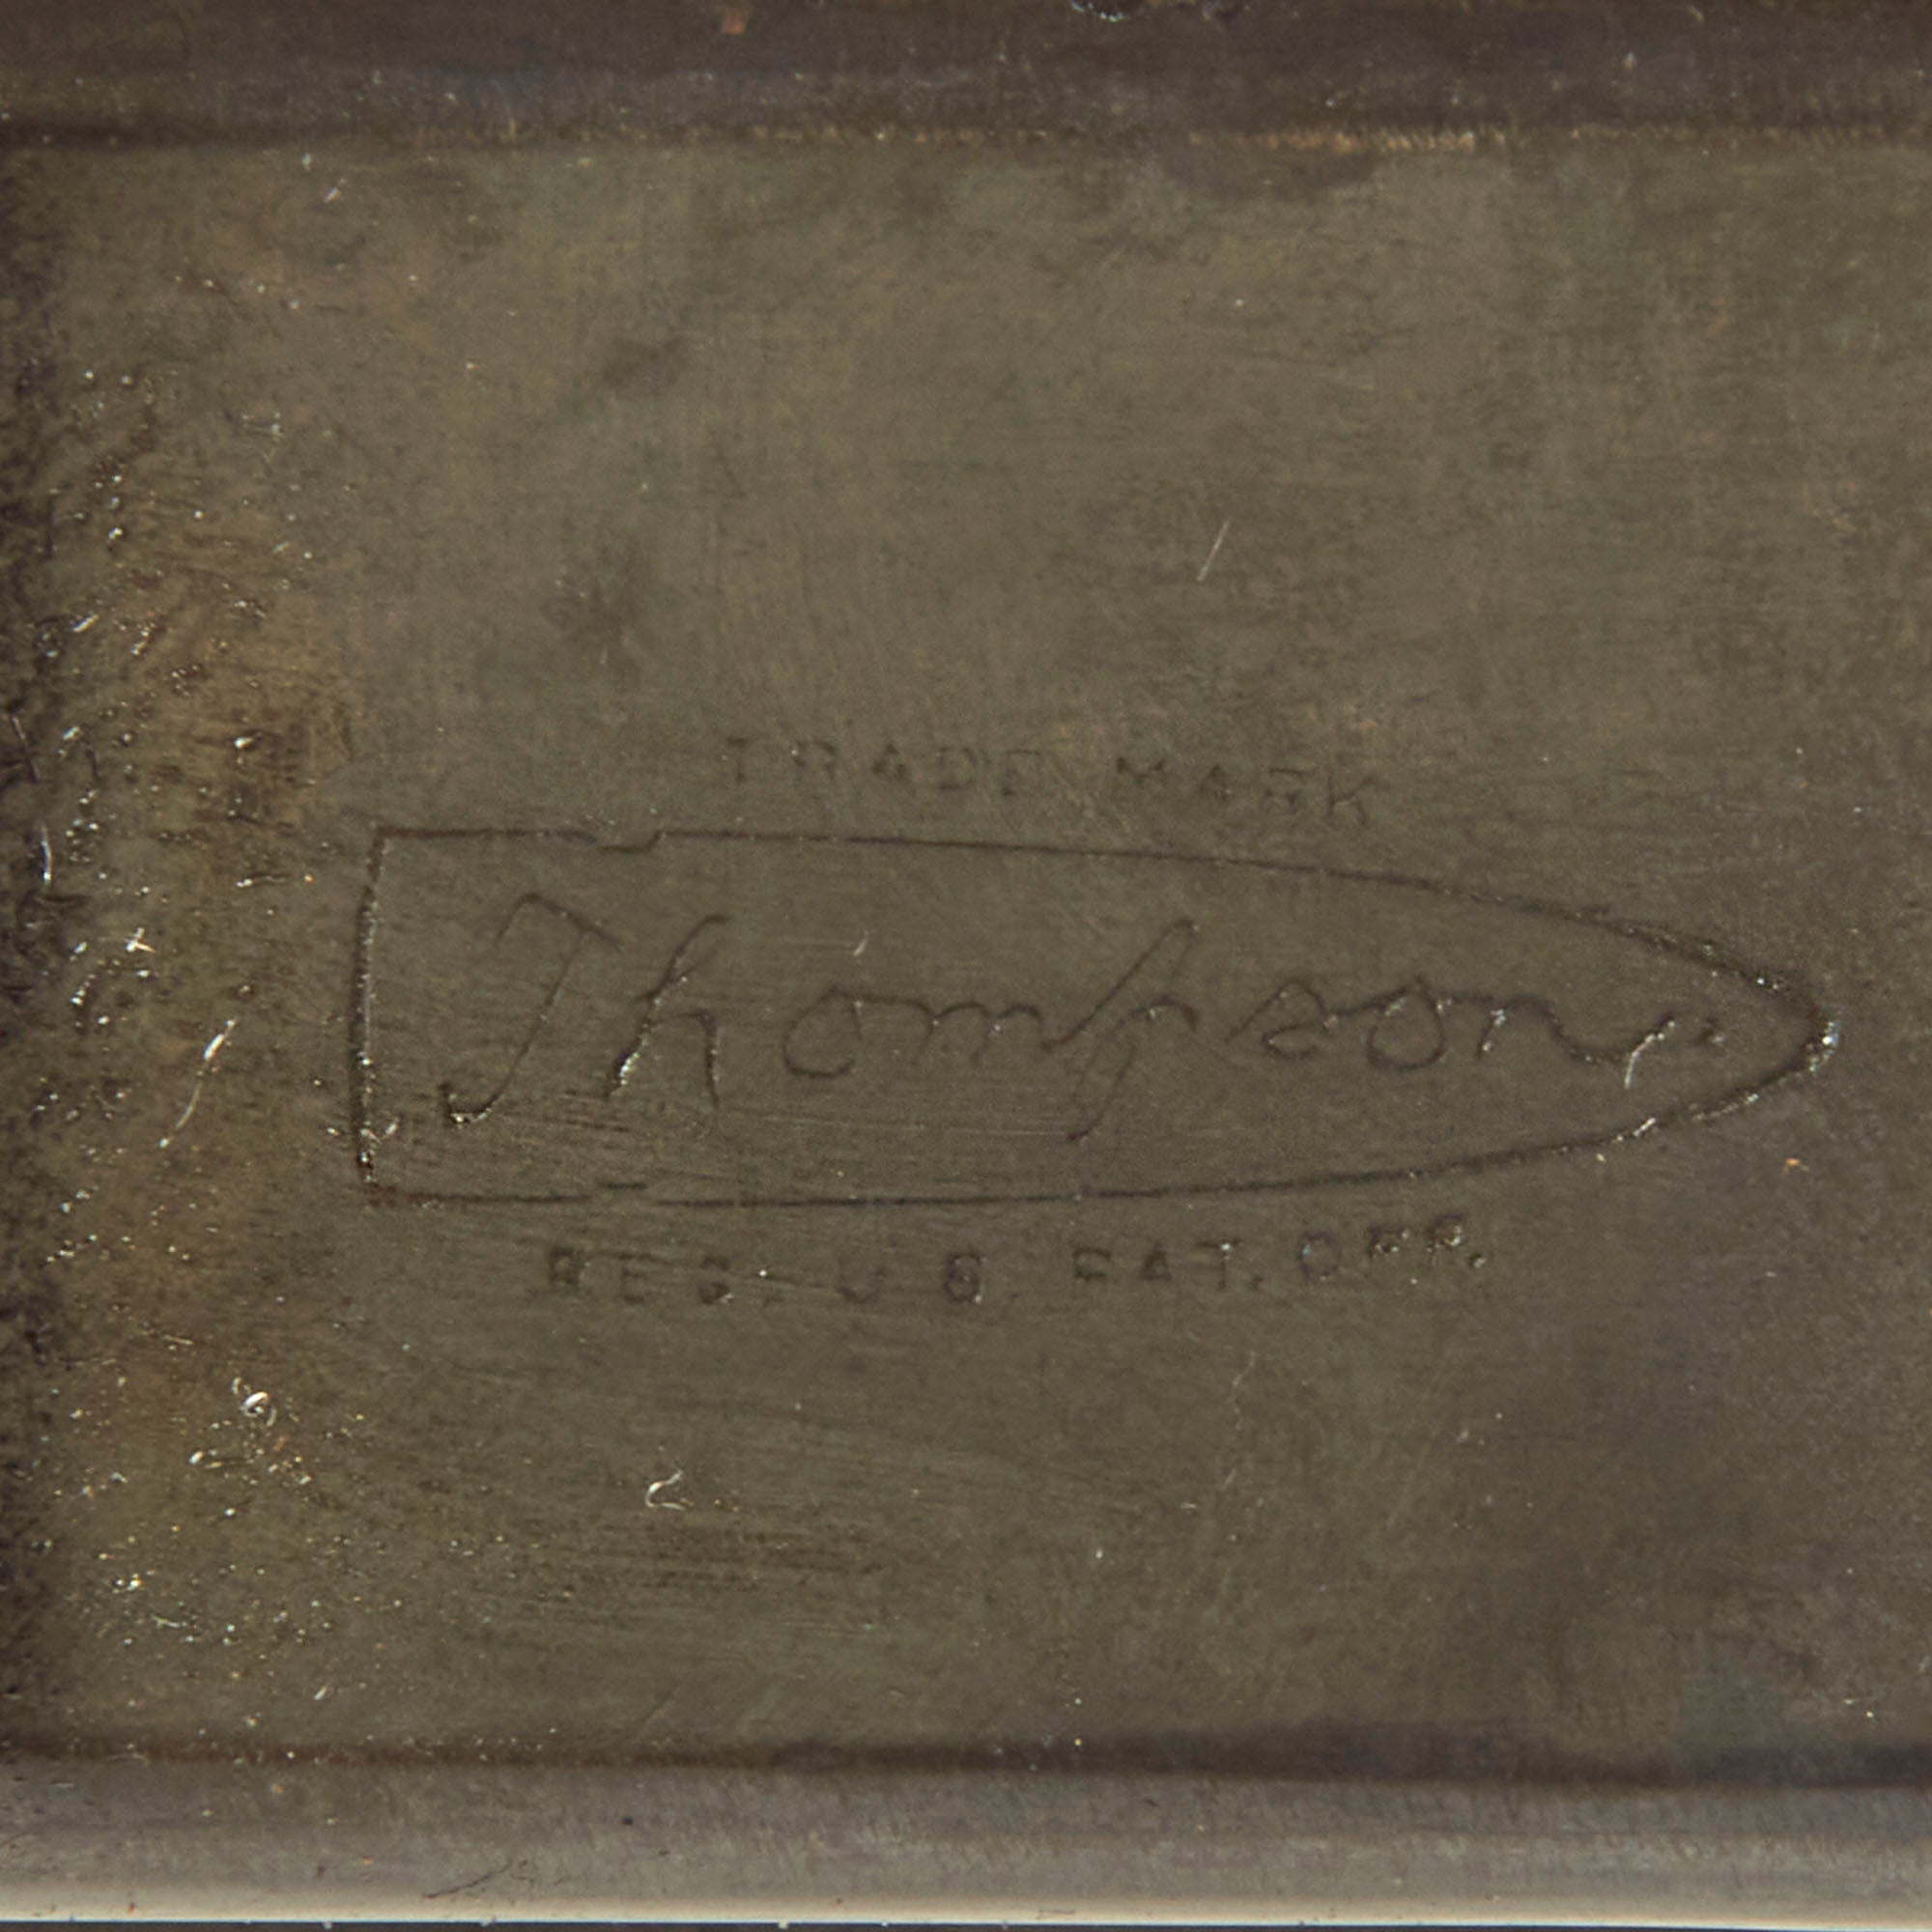 TRADE MARK
Thompson
REG. U.S. PAT. OFF.